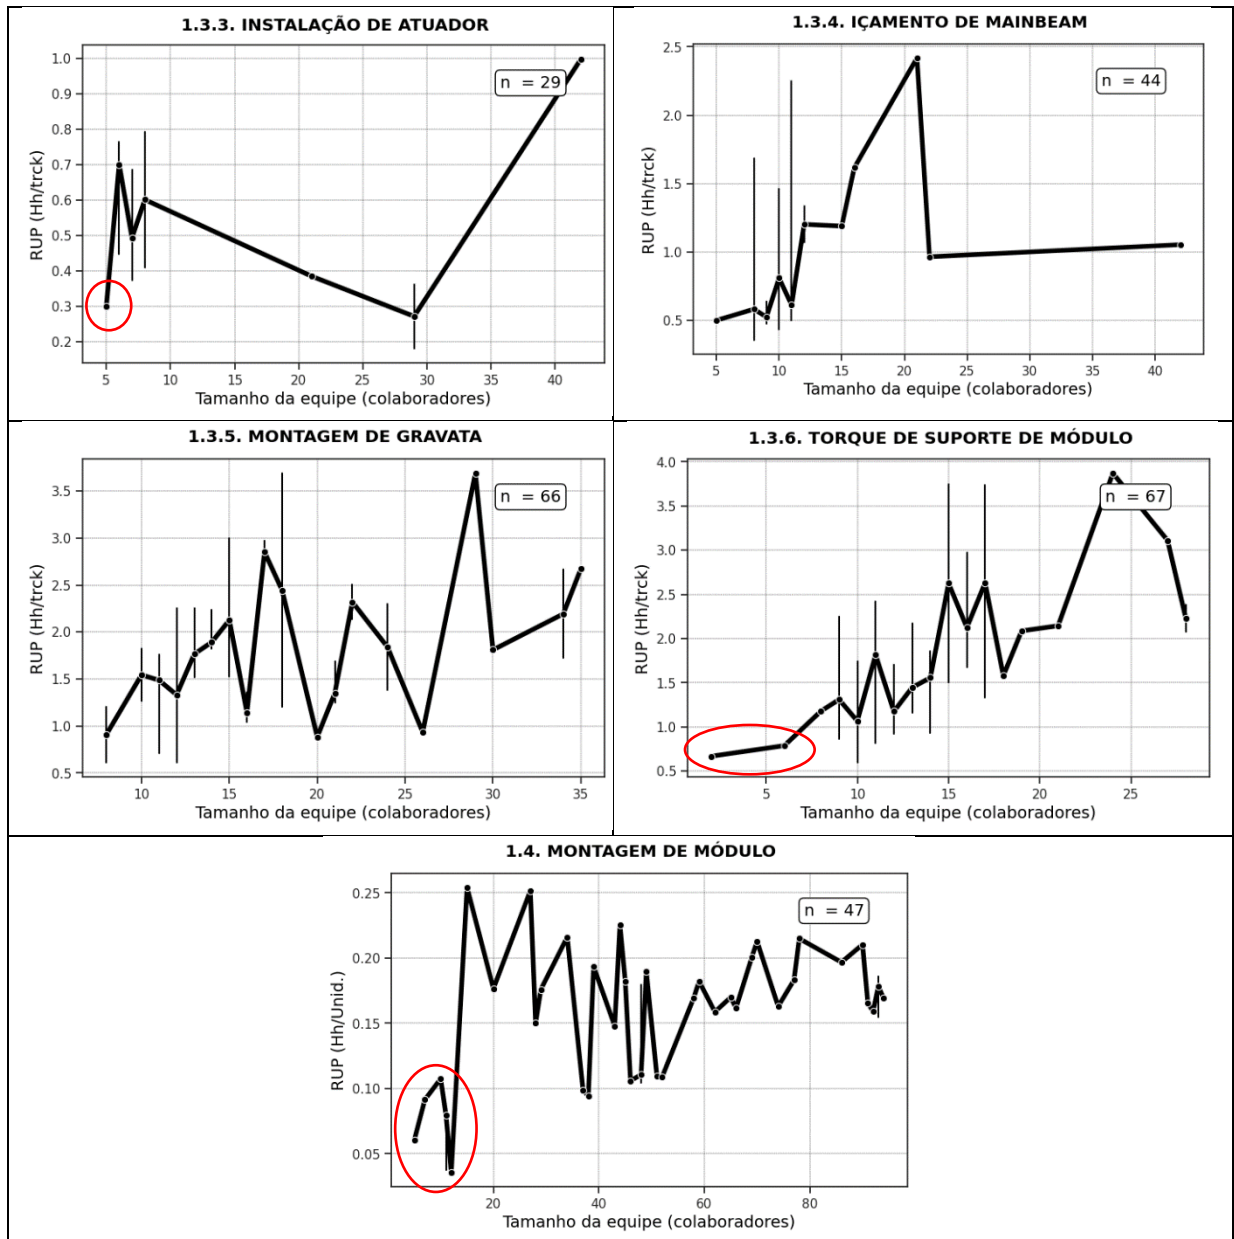 1.3.3. INSTALAÇÃO DE ATUADOR
n = 29
RUP (Hh/trck)
1.0
0.9
0.8
0.7
0.6
0.5
0.4
0.3
0.2
5 10 15 20 25 30 35 40
Tamanho da equipe (colaboradores)
1.3.4. IÇAMENTO DE MAINBEAM
n = 44
RUP (Hh/trck)
2.5
2.0
1.5
1.0
0.5
5 10 15 20 25 30 35 40
Tamanho da equipe (colaboradores)
1.3.5. MONTAGEM DE GRAVATA
n = 66
RUP (Hh/trck)
3.5
3.0
2.5
2.0
1.5
1.0
0.5
10 15 20 25 30 35
Tamanho da equipe (colaboradores)
1.3.6. TORQUE DE SUPORTE DE MÓDULO
n = 67
RUP (Hh/trck)
4.0
3.5
3.0
2.5
2.0
1.5
1.0
0.5
5 10 15 20 25
Tamanho da equipe (colaboradores)
1.4. MONTAGEM DE MÓDULO
n = 47
RUP (Hh/Unid.)
0.25
0.20
0.15
0.10
0.05
20 40 60 80
Tamanho da equipe (colaboradores)